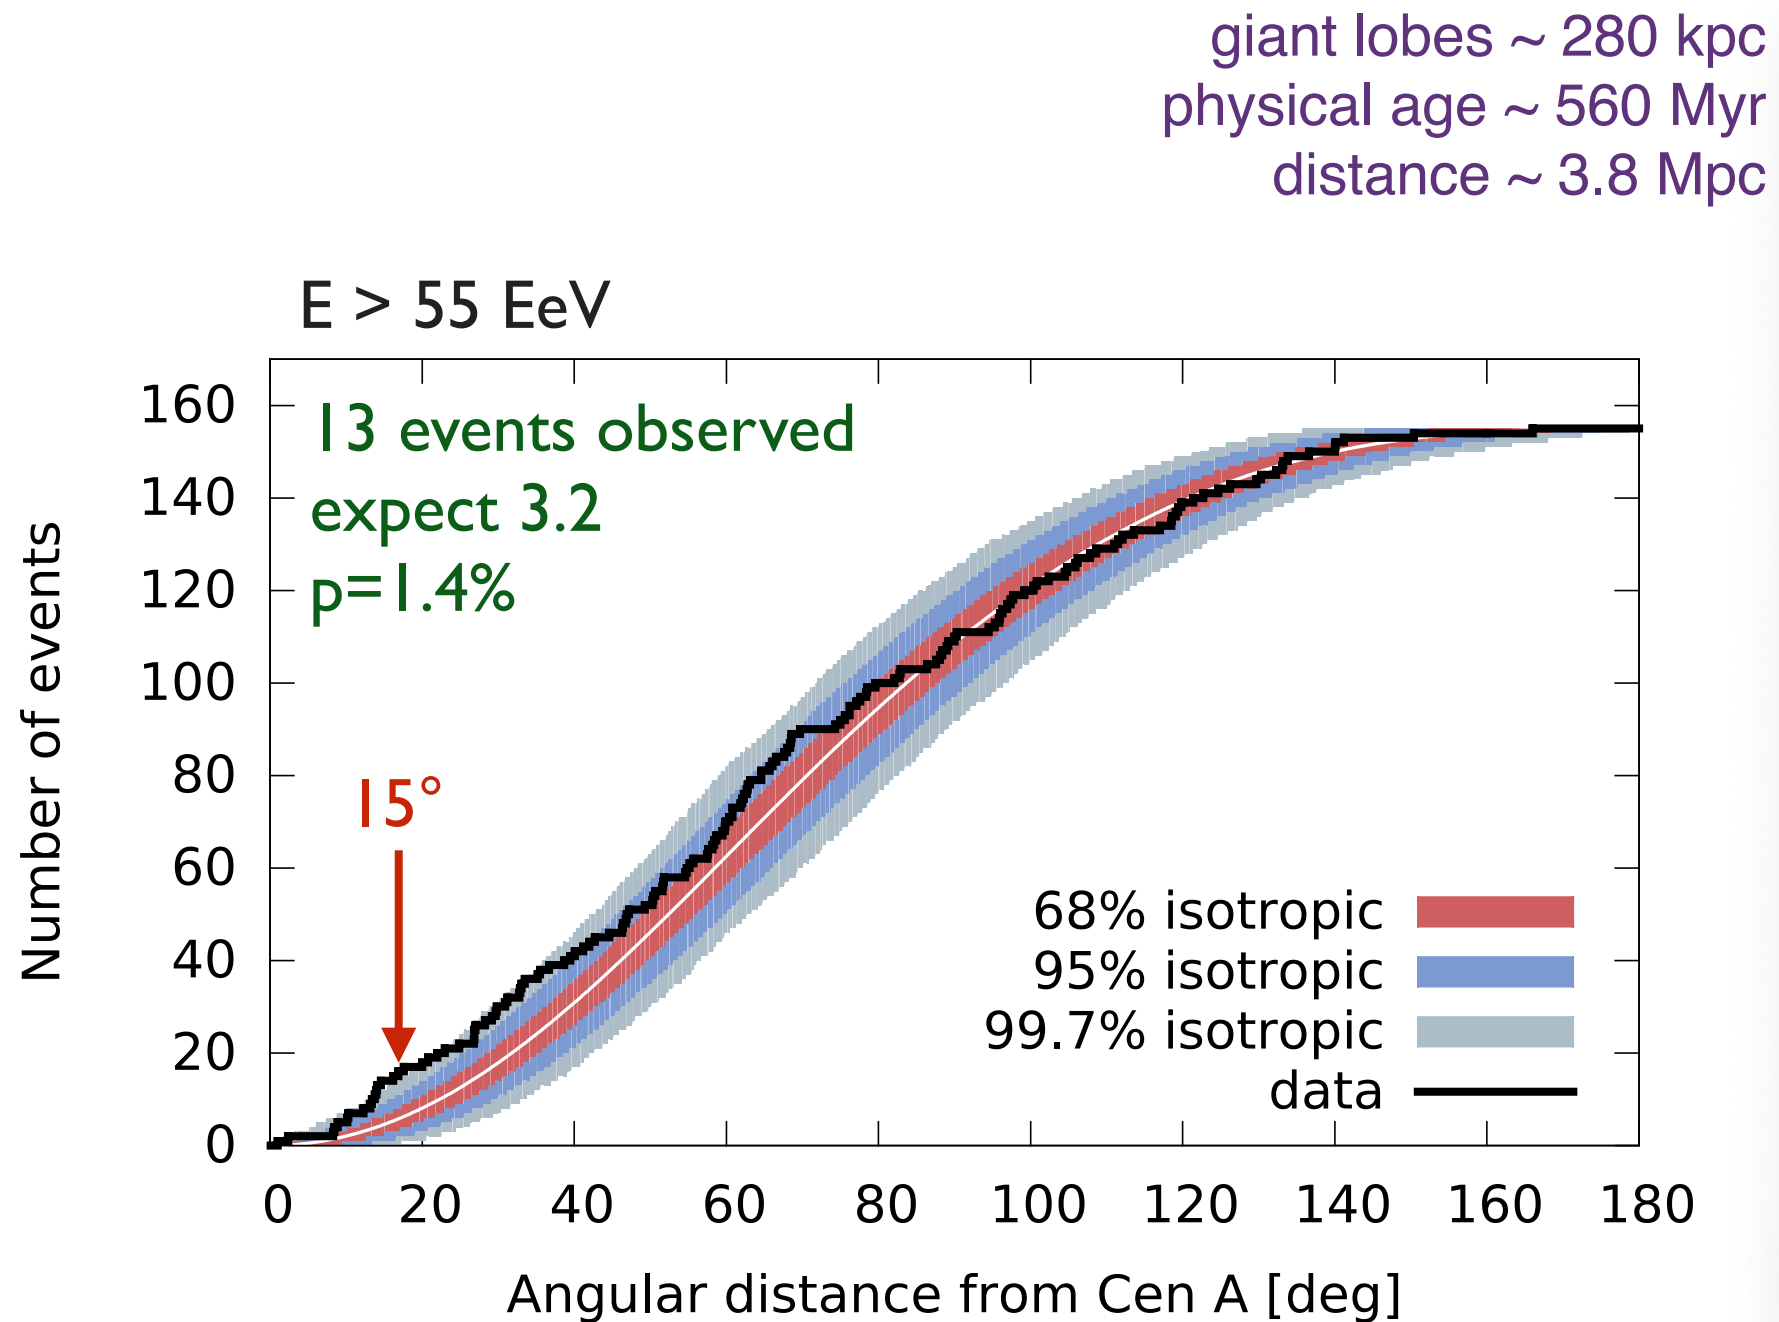 giant lobes ~ 280 kpc
physical age ~ 560 Myr
distance ~ 3.8 Mpc
E > 55 EeV
13 events observed
expect 3.2
p=1.4%
15°
Number of events
160
140
120
100
80
60
40
20
0
68% isotropic
95% isotropic
99.7% isotropic
data
0 20 40 60 80 100 120 140 160 180
Angular distance from Cen A [deg]